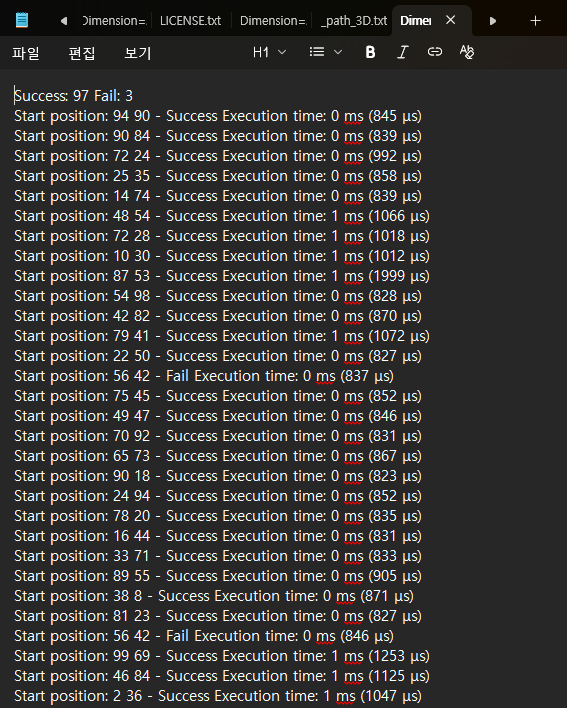 Dimension=.
LICENSE.txt
Dimension=.
_path_3D.txt
Dimer
파일
편집
보기
H1
B
I
Success: 97 Fail: 3
Start position: 94 90 - Success Execution time: 0 ms (845 µs)
Start position: 90 84 - Success Execution time: 0 ms (839 µs)
Start position: 72 24 - Success Execution time: 0 ms (992 µs)
Start position: 25 35 - Success Execution time: 0 ms (858 µs)
Start position: 14 74 - Success Execution time: 0 ms (839 µs)
Start position: 48 54 - Success Execution time: 1 ms (1066 µs)
Start position: 72 28 - Success Execution time: 1 ms (1018 µs)
Start position: 10 30 - Success Execution time: 1 ms (1012 µs)
Start position: 87 53 - Success Execution time: 1 ms (1999 µs)
Start position: 54 98 - Success Execution time: 0 ms (828 µs)
Start position: 42 82 - Success Execution time: 0 ms (870 µs)
Start position: 79 41 - Success Execution time: 1 ms (1072 µs)
Start position: 22 50 - Success Execution time: 0 ms (827 µs)
Start position: 56 42 - Fail Execution time: 0 ms (837 µs)
Start position: 75 45 - Success Execution time: 0 ms (852 µs)
Start position: 49 47 - Success Execution time: 0 ms (846 µs)
Start position: 70 92 - Success Execution time: 0 ms (831 µs)
Start position: 65 73 - Success Execution time: 0 ms (867 µs)
Start position: 90 18 - Success Execution time: 0 ms (823 µs)
Start position: 24 94 - Success Execution time: 0 ms (852 µs)
Start position: 78 20 - Success Execution time: 0 ms (835 µs)
Start position: 16 44 - Success Execution time: 0 ms (831 µs)
Start position: 33 71 - Success Execution time: 0 ms (833 µs)
Start position: 89 55 - Success Execution time: 0 ms (905 µs)
Start position: 38 8 - Success Execution time: 0 ms (871 µs)
Start position: 81 23 - Success Execution time: 0 ms (827 µs)
Start position: 56 42 - Fail Execution time: 0 ms (846 µs)
Start position: 99 69 - Success Execution time: 1 ms (1253 µs)
Start position: 46 84 - Success Execution time: 1 ms (1125 µs)
Start position: 2 36 - Success Execution time: 1 ms (1047 µs)